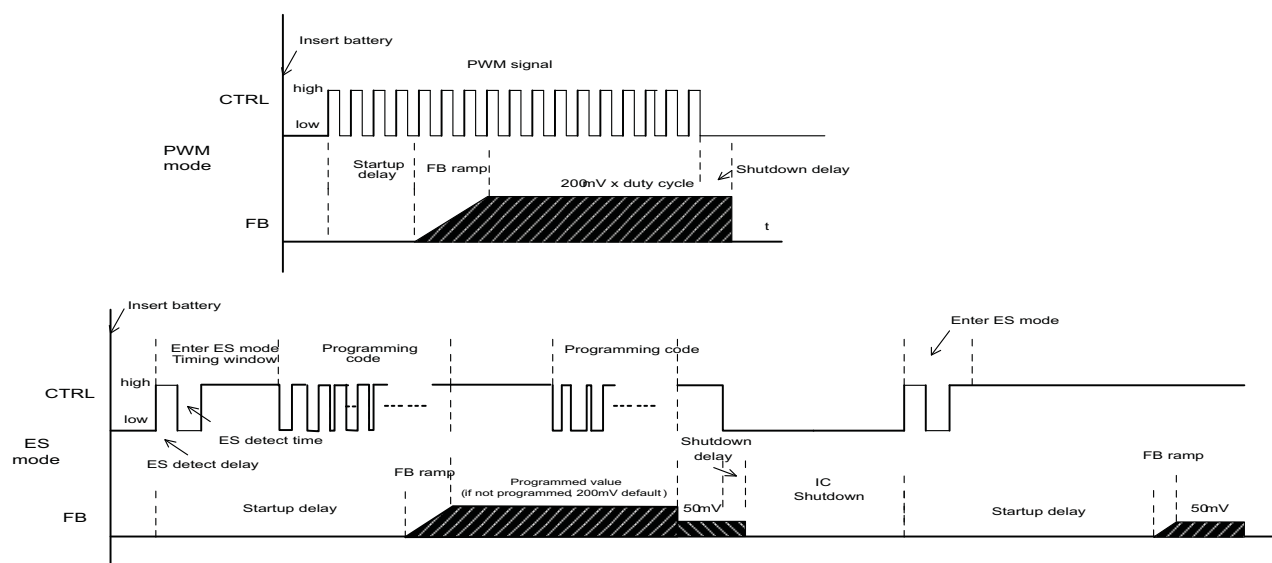 Insert battery
PWM signal
high
CTRL
low
PWM
mode
Startup
delay
FB ramp
Shutdown delay
200mV x duty cycle
FB
t
Insert battery
Enter ES mode
Enter ES mode
Timing window
Programming
code
Programming code
high
CTRL
low
ES
mode
ES detect time
ES detect delay
Shutdown
delay
FB ramp
FB ramp
Programmed value
(if not programmed, 200mV default )
IC
Shutdown
50mV
50mV
Startup delay
Startup delay
FB